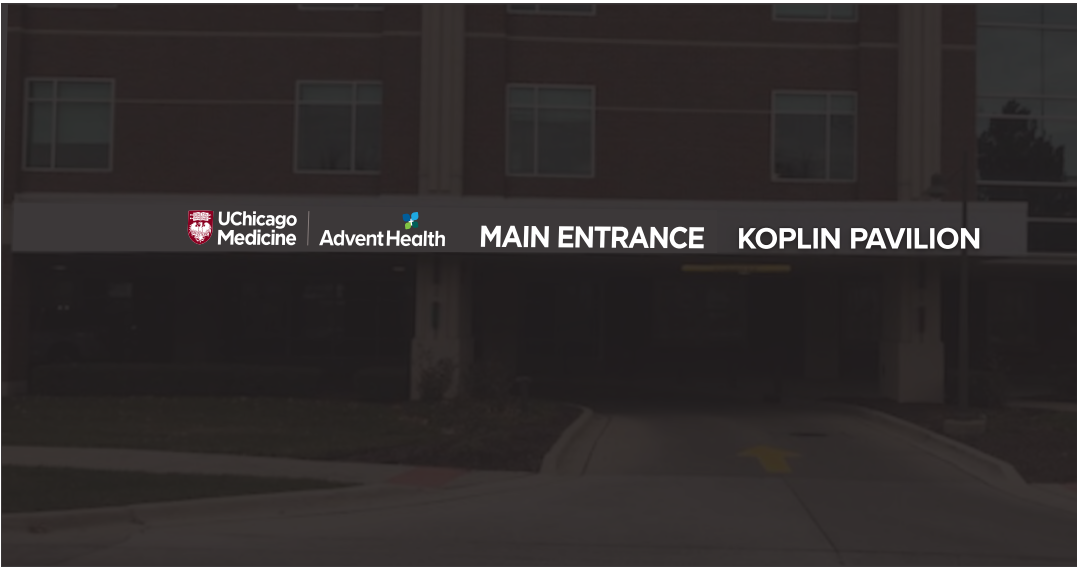 UChicago
Medicine
AdventHealth
MAIN ENTRANCE
KOPLIN PAVILION